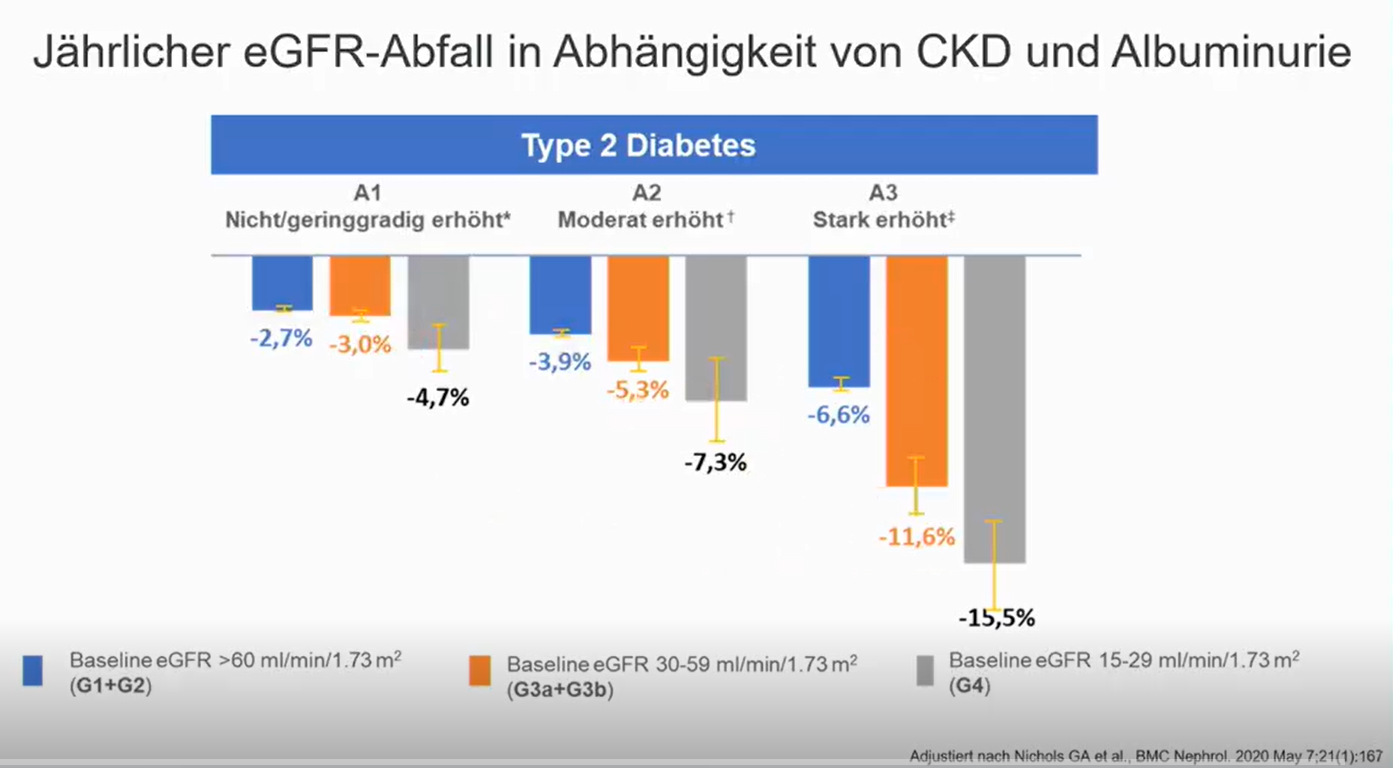 Jährlicher eGFR-Abfall in Abhängigkeit von CKD und Albuminurie
Type 2 Diabetes
A1
Nicht/geringgradig erhöht*
A2
Moderat erhöht†
A3
Stark erhöht‡
-2,7%
-3,0%
-4,7%
-3,9%
-5,3%
-7,3%
-6,6%
-11,6%
-15,5%
Baseline eGFR >60 ml/min/1.73 m²
(G1+G2)
Baseline eGFR 30-59 ml/min/1.73 m²
(G3a+G3b)
Baseline eGFR 15-29 ml/min/1.73 m²
(G4)
Adjustiert nach Nichols GA et al., BMC Nephrol. 2020 May 7;21(1):167